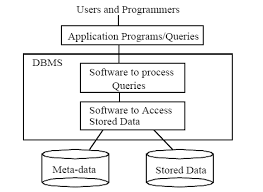 Users and Programmers
Application Programs/Queries
DBMS
Software to process
Queries
Software to Access
Stored Data
Meta-data
Stored Data